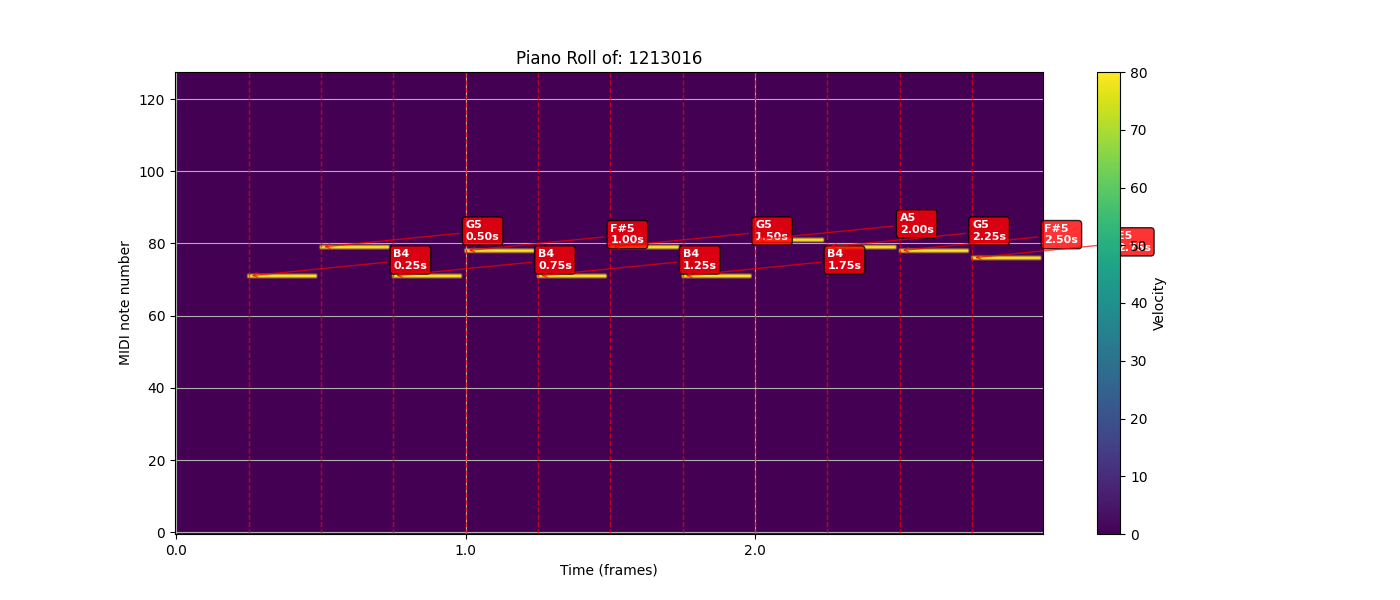 Piano Roll of: 1213016
MIDI note number
120
100
80
60
40
20
0
0.0
1.0
2.0
Time (frames)
B4
0.25s
G5
0.50s
B4
0.75s
F#5
1.00s
B4
1.25s
G5
1.50s
B4
1.75s
A5
2.00s
G5
2.25s
F#5
2.50s
80
70
60
50
40
30
20
10
0
Velocity